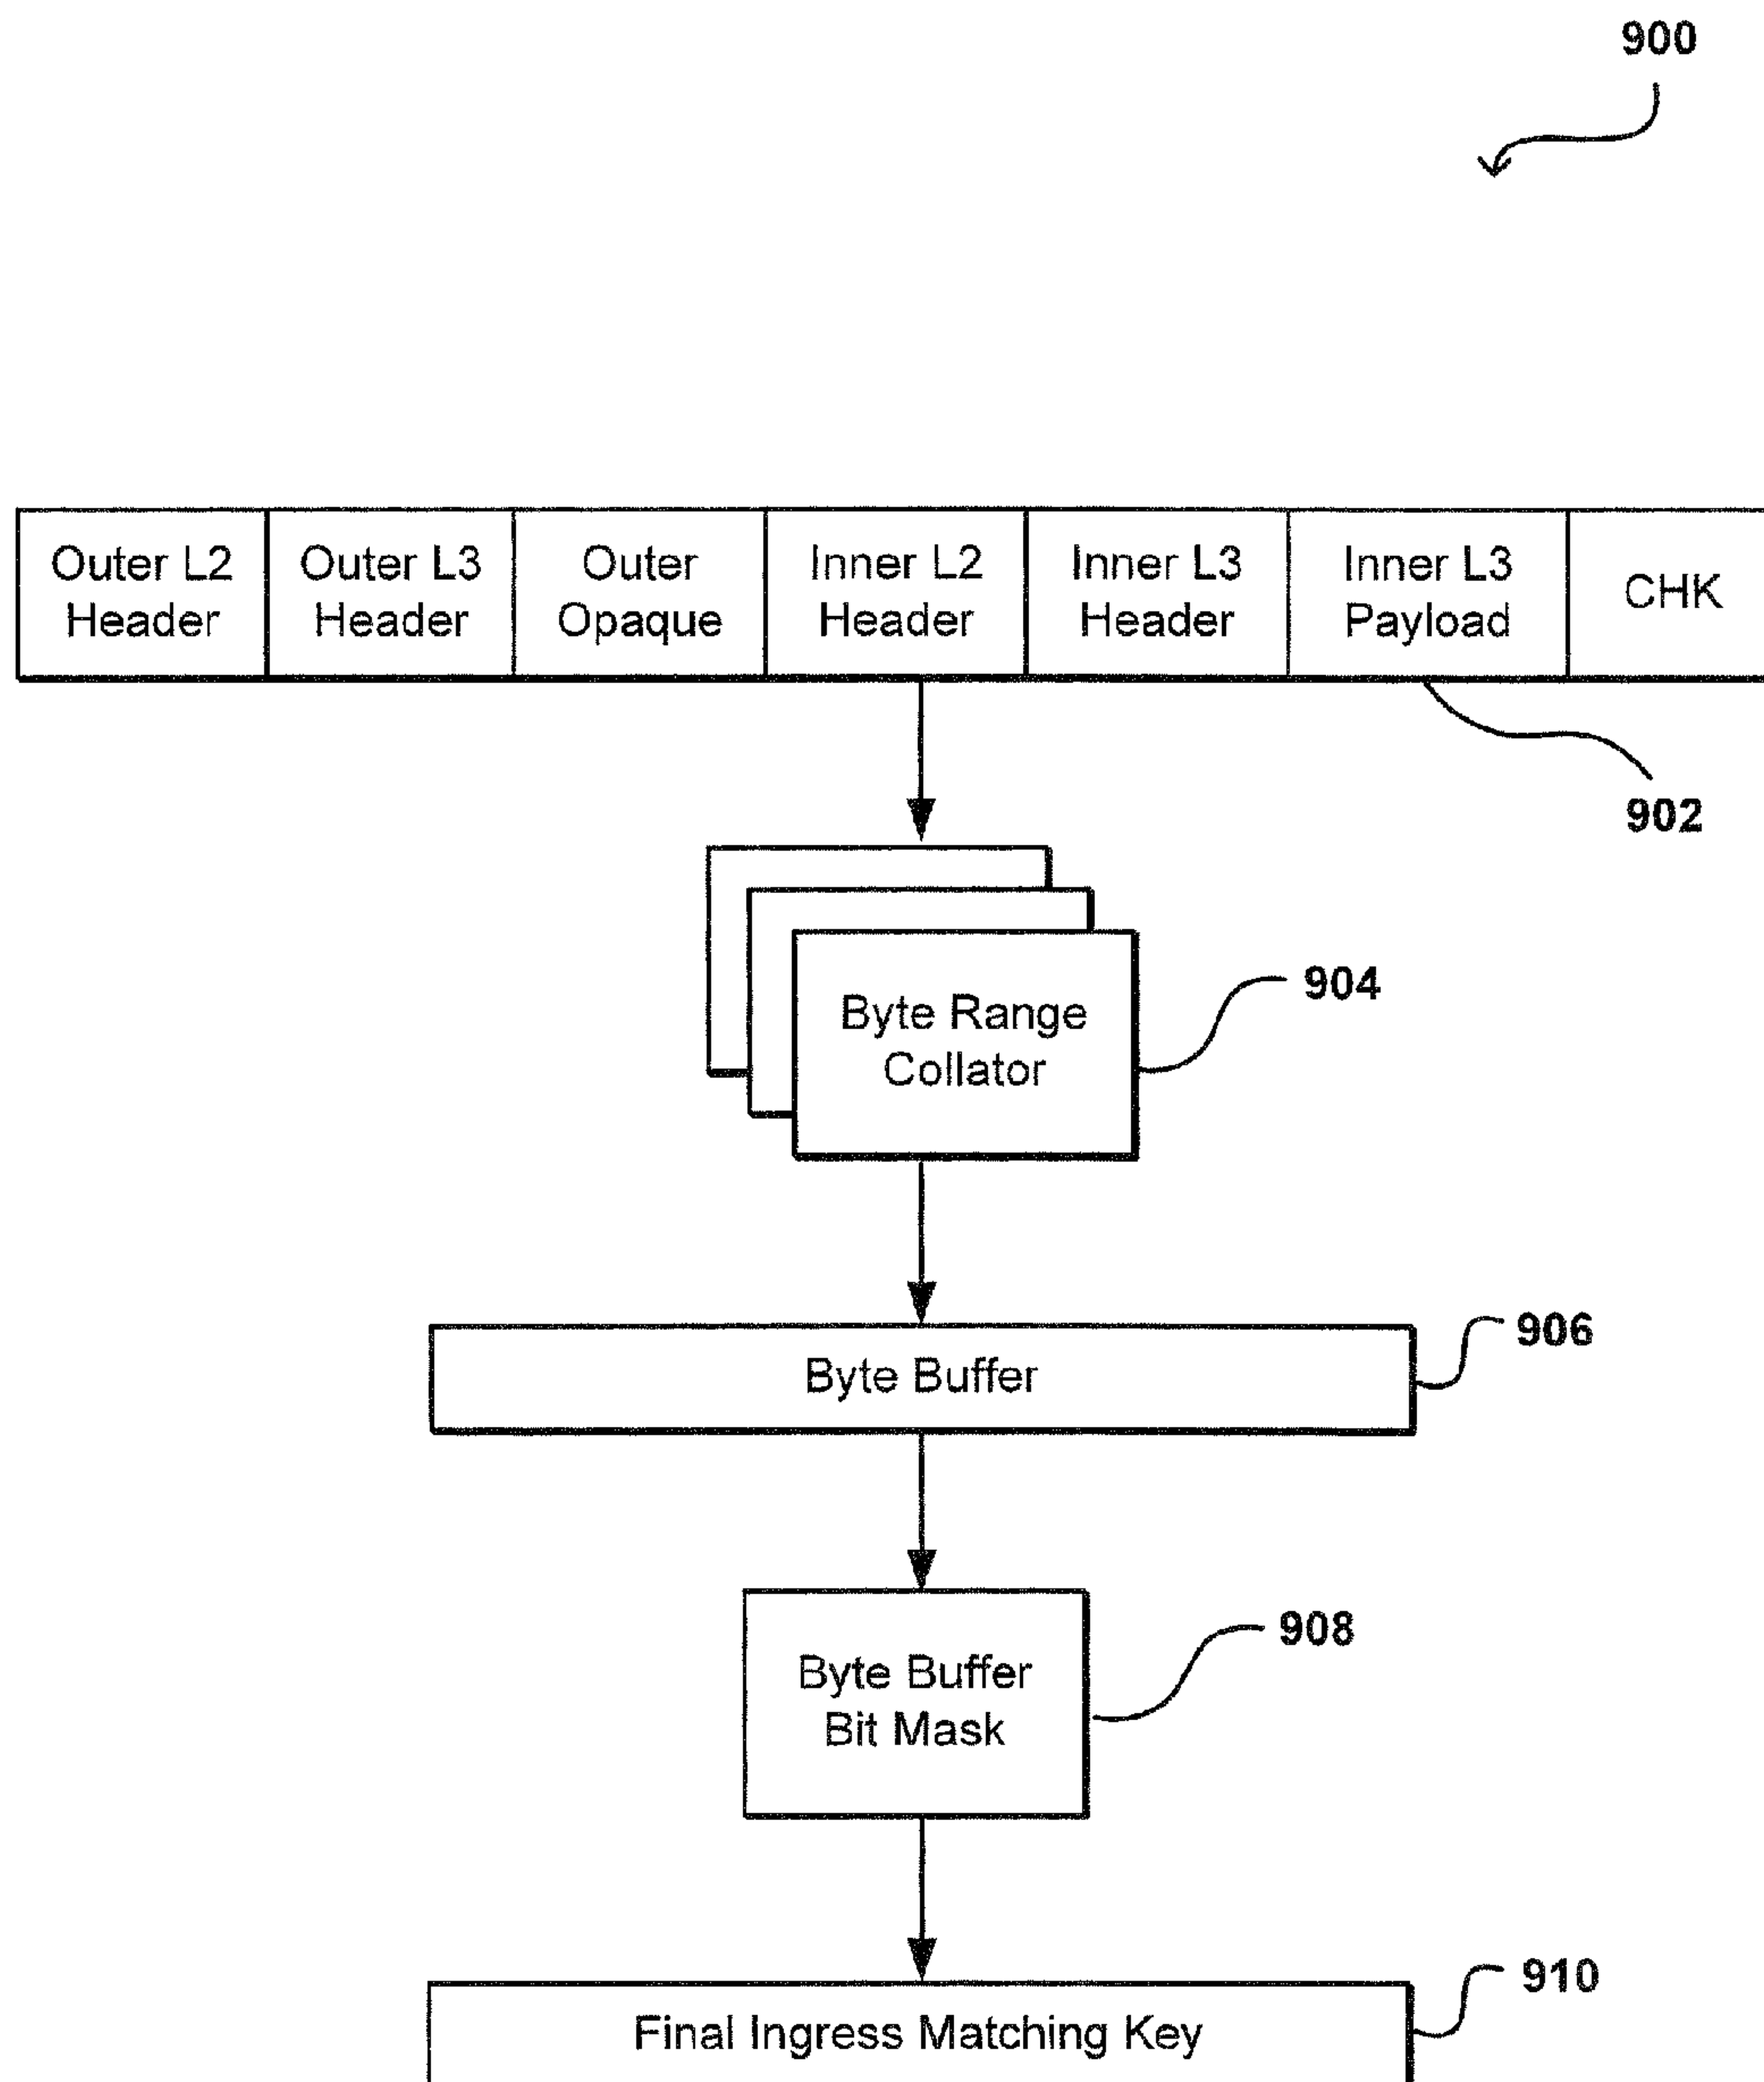 900
Outer L2
Header
Outer L3
Header
Outer
Opaque
Inner L2
Header
Inner L3
Header
Inner L3
Payload
CHK
902
Byte Range
Collator
904
Byte Buffer
906
Byte Buffer
Bit Mask
908
Final Ingress Matching Key
910